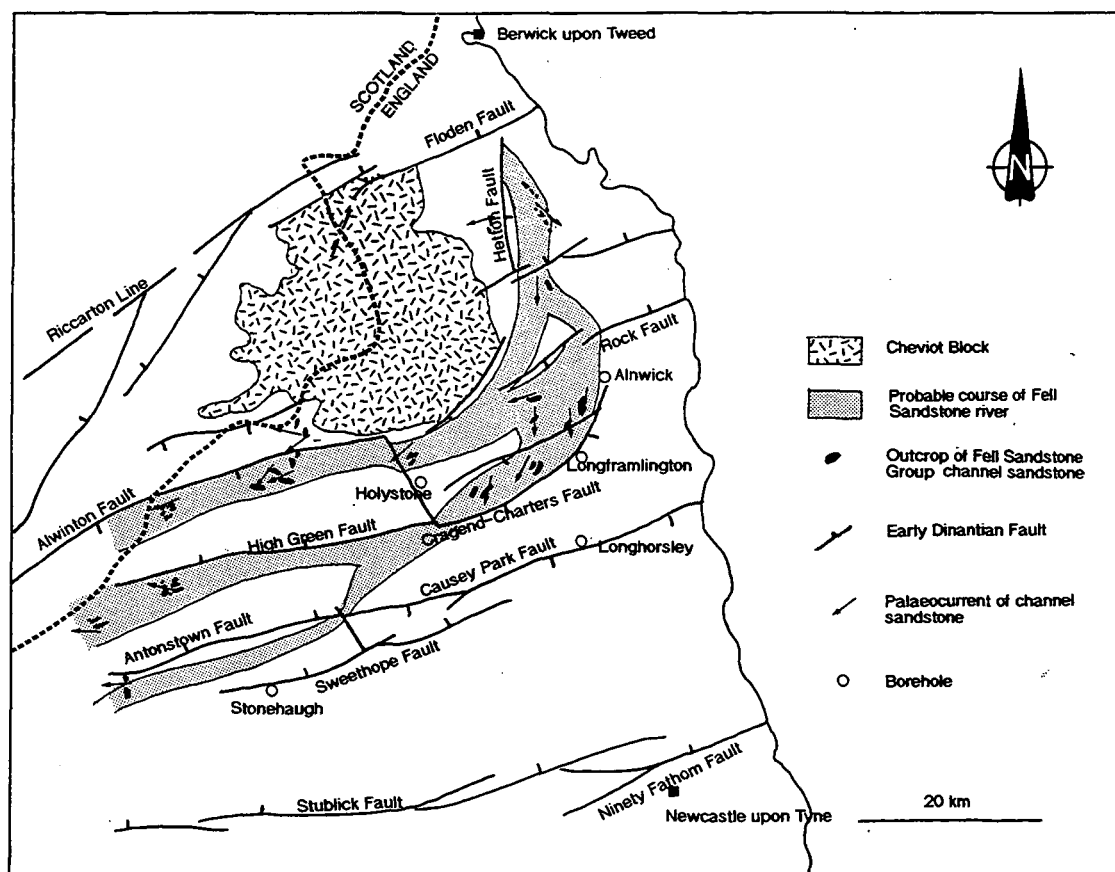 Berwick upon Tweed
SCOTLAND
ENGLAND
Floden Fault
Hetton Fault
N
Riccarton Line
Rock Fault
Alnwick
Cheviot Block
Probable course of Fell
Sandstone river
Outcrop of Fell Sandstone
Group channel sandstone
Longframlington
Holystone
Alwinton Fault
High Green Fault
Cragend-Charters Fault
Early Dinantian Fault
Causey Park Fault
Longhorsley
Palaeocurrent of channel
sandstone
Antonstown Fault
Sweethope Fault
Borehole
Stonehaugh
Stublick Fault
Ninety Fathom Fault
Newcastle upon Tyne
20 km